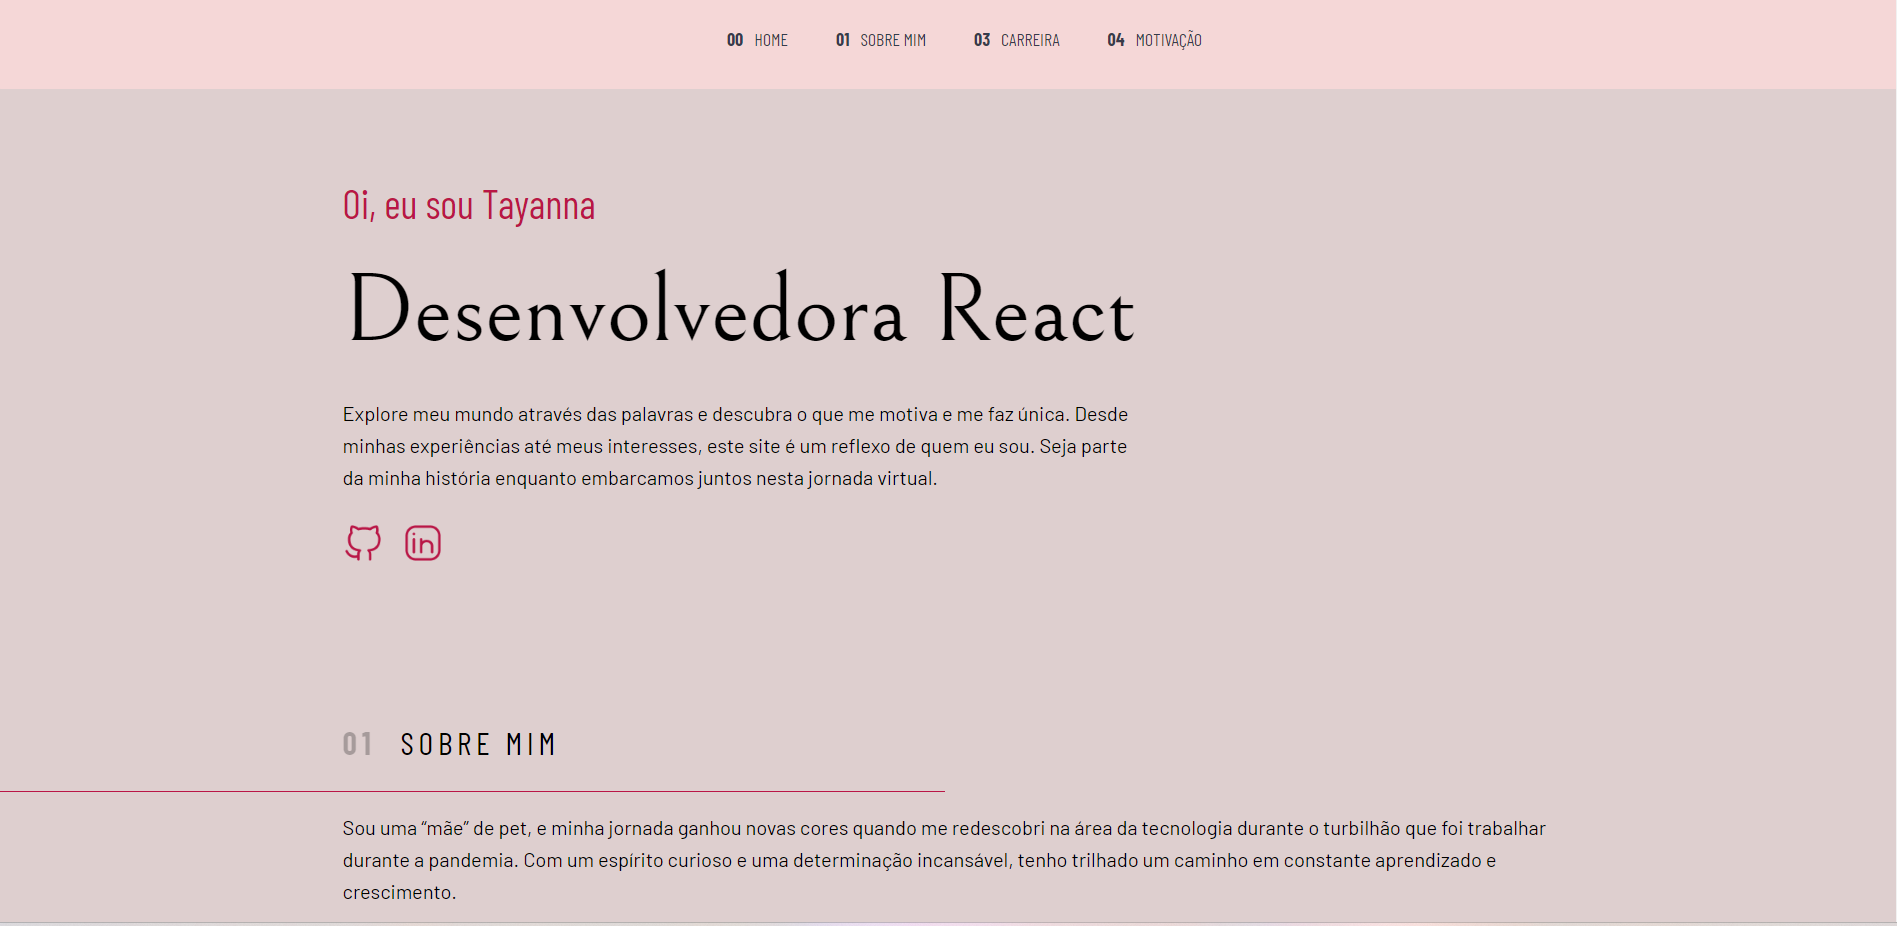 00 HOME 01 SOBRE MIM 03 CARREIRA 04 MOTIVAÇÃO
Oi, eu sou Tayanna
Desenvolvedora React
Explore meu mundo através das palavras e descubra o que me motiva e me faz única. Desde
minhas experiências até meus interesses, este site é um reflexo de quem eu sou. Seja parte
da minha história enquanto embarcamos juntos nesta jornada virtual.
in
01 SOBRE MIM
Sou uma “mãe” de pet, e minha jornada ganhou novas cores quando me redescobri na área da tecnologia durante o turbilhão que foi trabalhar
durante a pandemia. Com um espírito curioso e uma determinação incansável, tenho trilhado um caminho em constante aprendizado e
crescimento.